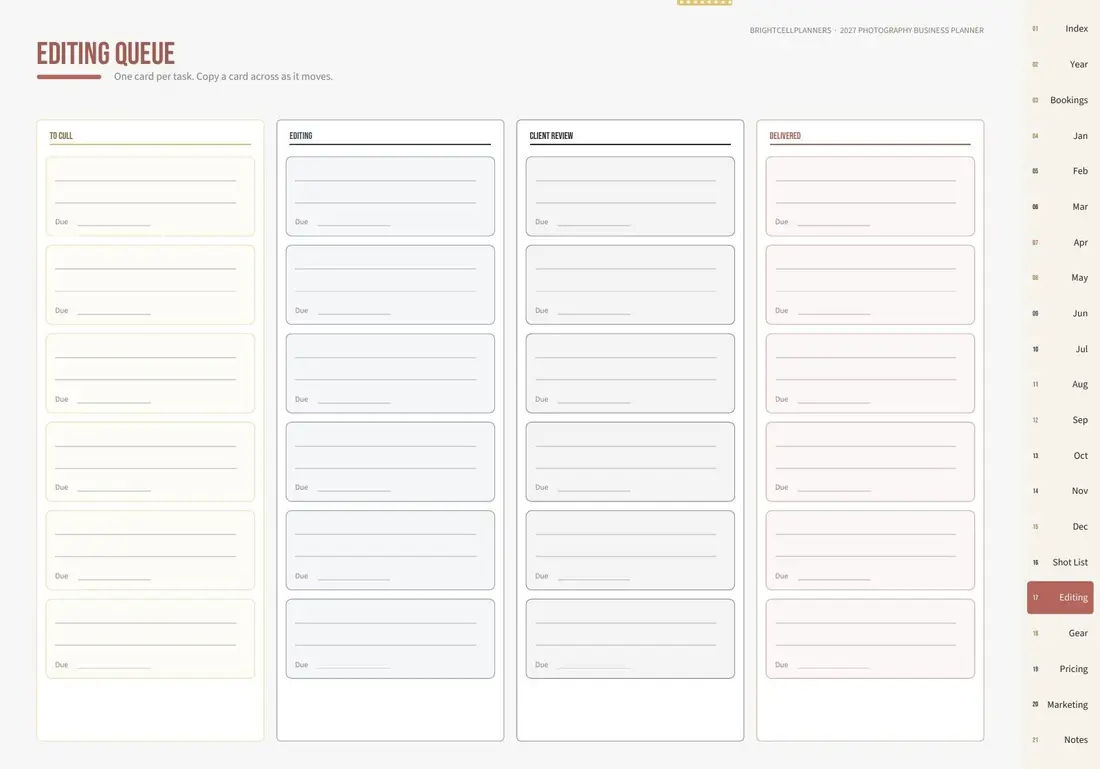 BRIGHTCELLPLANNERS · 2027 PHOTOGRAPHY BUSINESS PLANNER
EDITING QUEUE
One card per task. Copy a card across as it moves.
TO CULL
Due
Due
Due
Due
Due
Due
EDITING
Due
Due
Due
Due
Due
Due
CLIENT REVIEW
Due
Due
Due
Due
Due
Due
DELIVERED
Due
Due
Due
Due
Due
Due
01 Index
02 Year
03 Bookings
04 Jan
05 Feb
06 Mar
07 Apr
08 May
09 Jun
10 Jul
11 Aug
12 Sep
13 Oct
14 Nov
15 Dec
16 Shot List
17 Editing
18 Gear
19 Pricing
20 Marketing
21 Notes